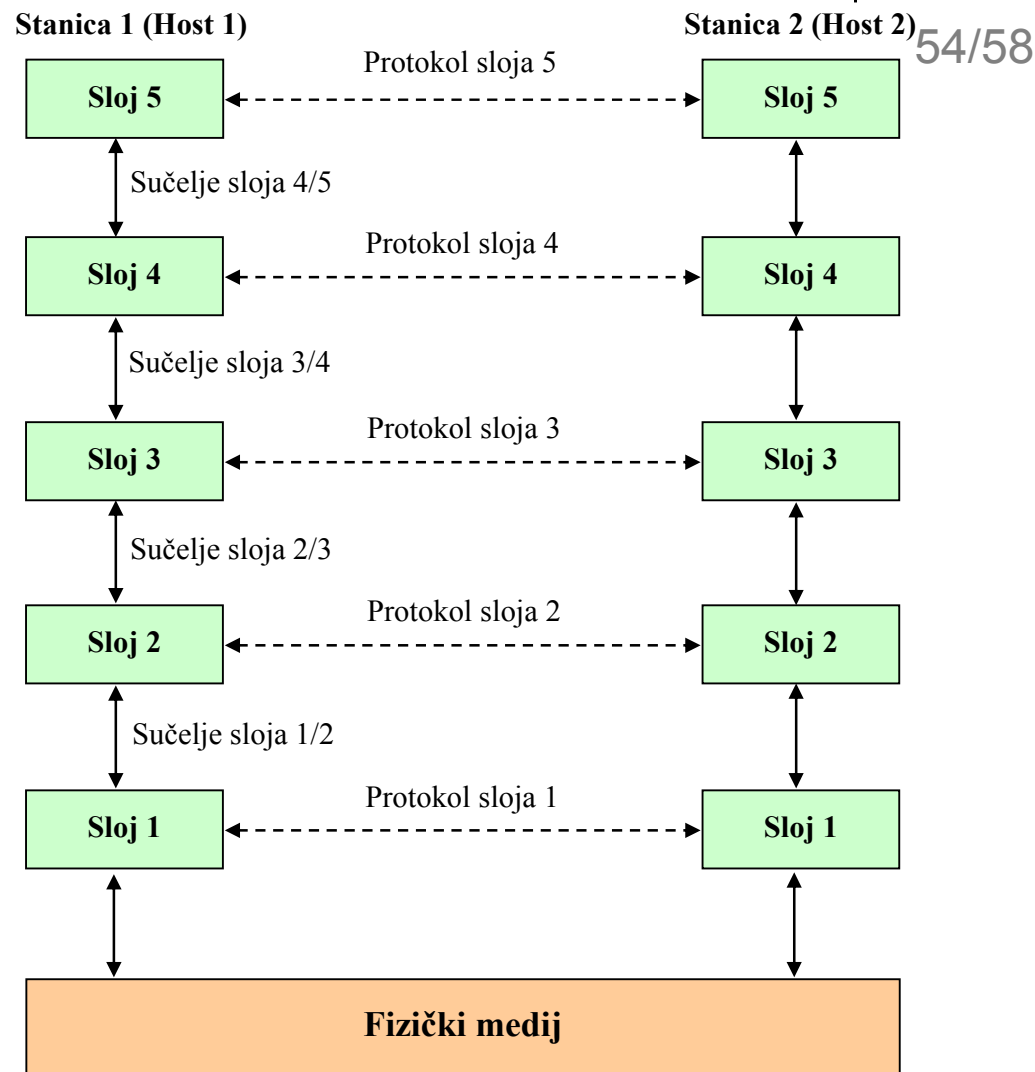 Stanica 1 (Host 1)
Stanica 2 (Host 2)
54/58
Protokol sloja 5
Sloj 5
Sloj 5
Sučelje sloja 4/5
Protokol sloja 4
Sloj 4
Sloj 4
Sučelje sloja 3/4
Protokol sloja 3
Sloj 3
Sloj 3
Sučelje sloja 2/3
Protokol sloja 2
Sloj 2
Sloj 2
Sučelje sloja 1/2
Protokol sloja 1
Sloj 1
Sloj 1
Fizički medij